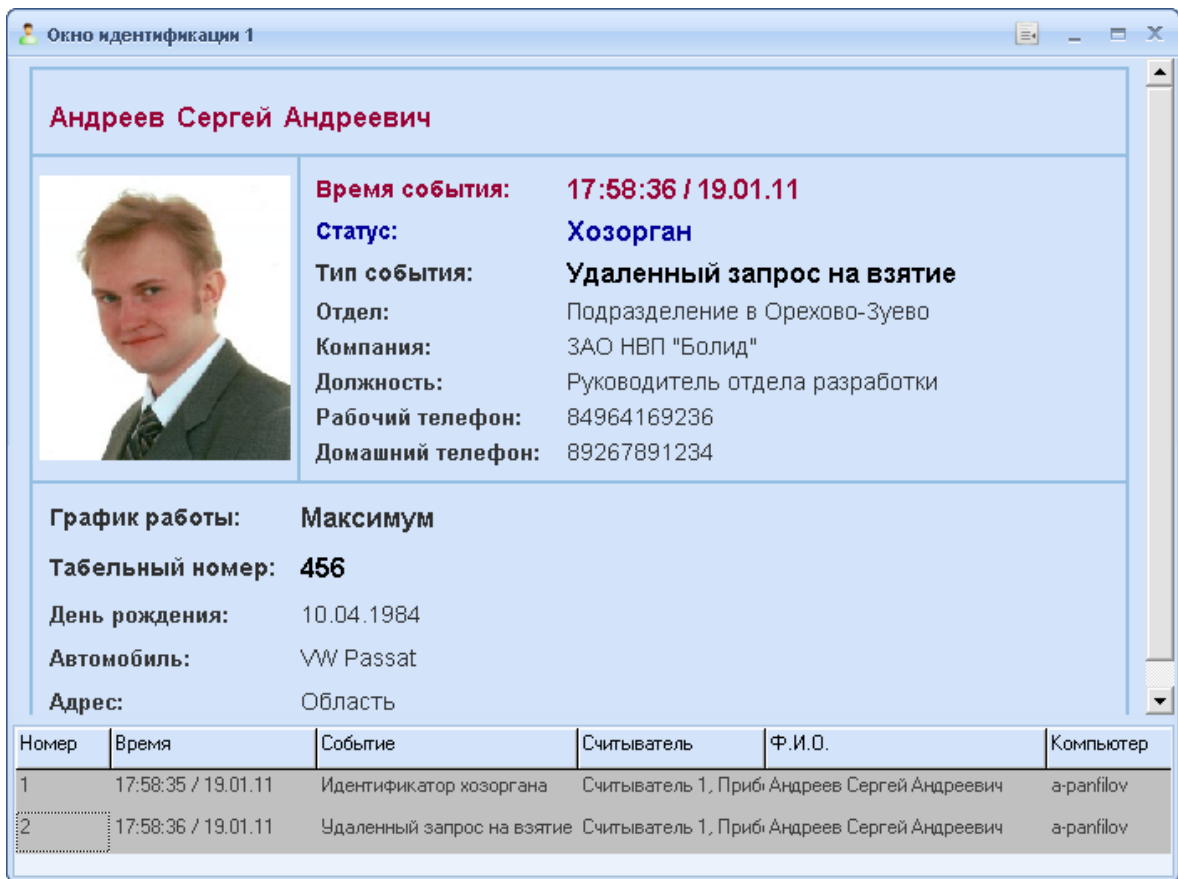 Окно идентификации 1
Андреев Сергей Андреевич
Время события: 17:58:36 / 19.01.11
Статус: Хозорган
Тип события: Удаленный запрос на взятие
Отдел: Подразделение в Орехово-Зуево
Компания: ЗАО НВП "Болид"
Должность: Руководитель отдела разработки
Рабочий телефон: 84964169236
Домашний телефон: 89267891234
График работы: Максимум
Табельный номер: 456
День рождения: 10.04.1984
Автомобиль: VW Passat
Адрес: Область
Номер Время Событие Считыватель Ф.И.О. Компьютер
1 17:58:35 / 19.01.11 Идентификатор хозоргана Считыватель 1, Андреев Сергей Андреевич a-panfilov
2 17:58:36 / 19.01.11 Удаленный запрос на взятие Считыватель 1, Андреев Сергей Андреевич a-panfilov